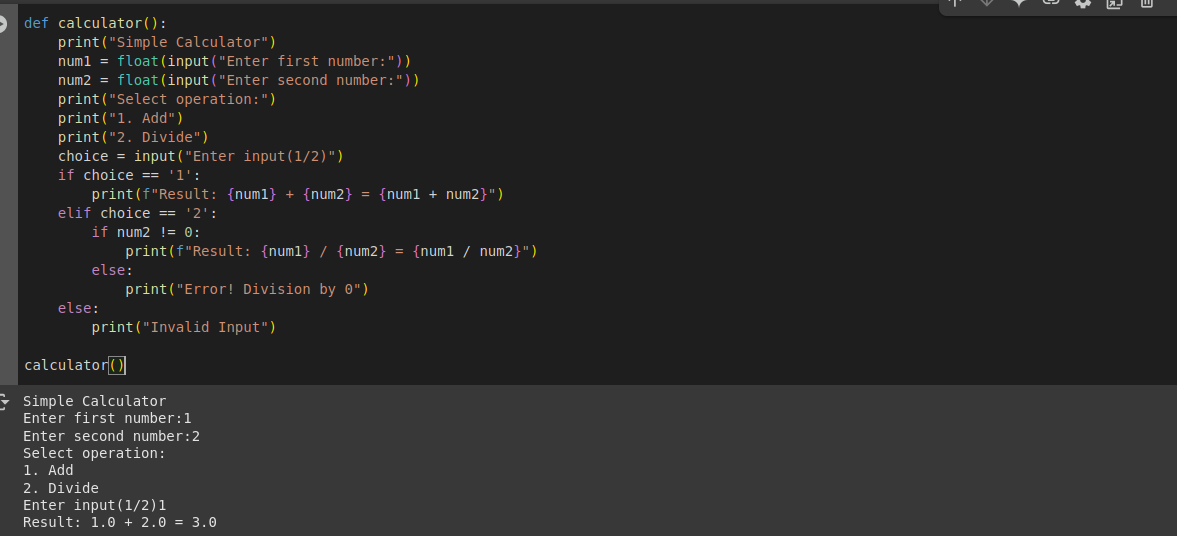 def calculator():
    print("Simple Calculator")
    num1 = float(input("Enter first number:"))
    num2 = float(input("Enter second number:"))
    print("Select operation:")
    print("1. Add")
    print("2. Divide")
    choice = input("Enter input(1/2)")
    if choice == '1':
        print(f"Result: {num1} + {num2} = {num1 + num2}")
    elif choice == '2':
        if num2 != 0:
            print(f"Result: {num1} / {num2} = {num1 / num2}")
        else:
            print("Error! Division by 0")
    else:
        print("Invalid Input")

calculator()
Simple Calculator
Enter first number:1
Enter second number:2
Select operation:
1. Add
2. Divide
Enter input(1/2)1
Result: 1.0 + 2.0 = 3.0